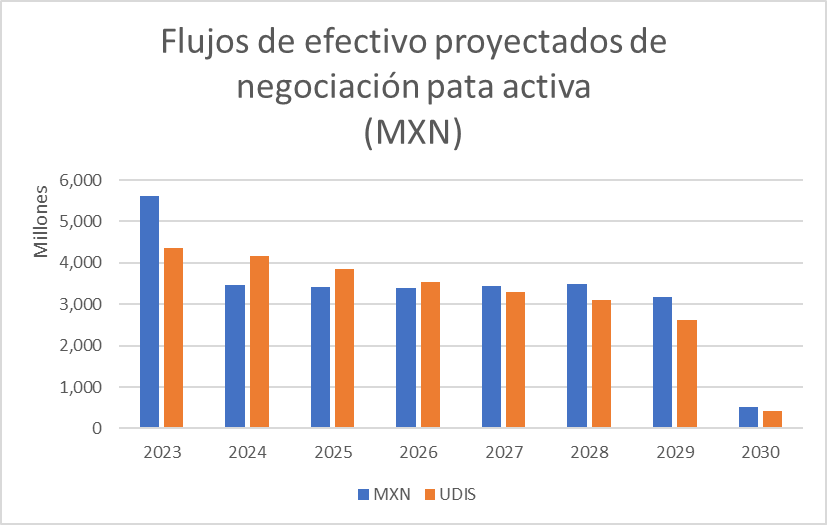 Flujos de efectivo proyectados de
negociación pata activa
(MXN)
Millones
6,000
5,000
4,000
3,000
2,000
1,000
0
2023 2024 2025 2026 2027 2028 2029 2030
MXN UDIS